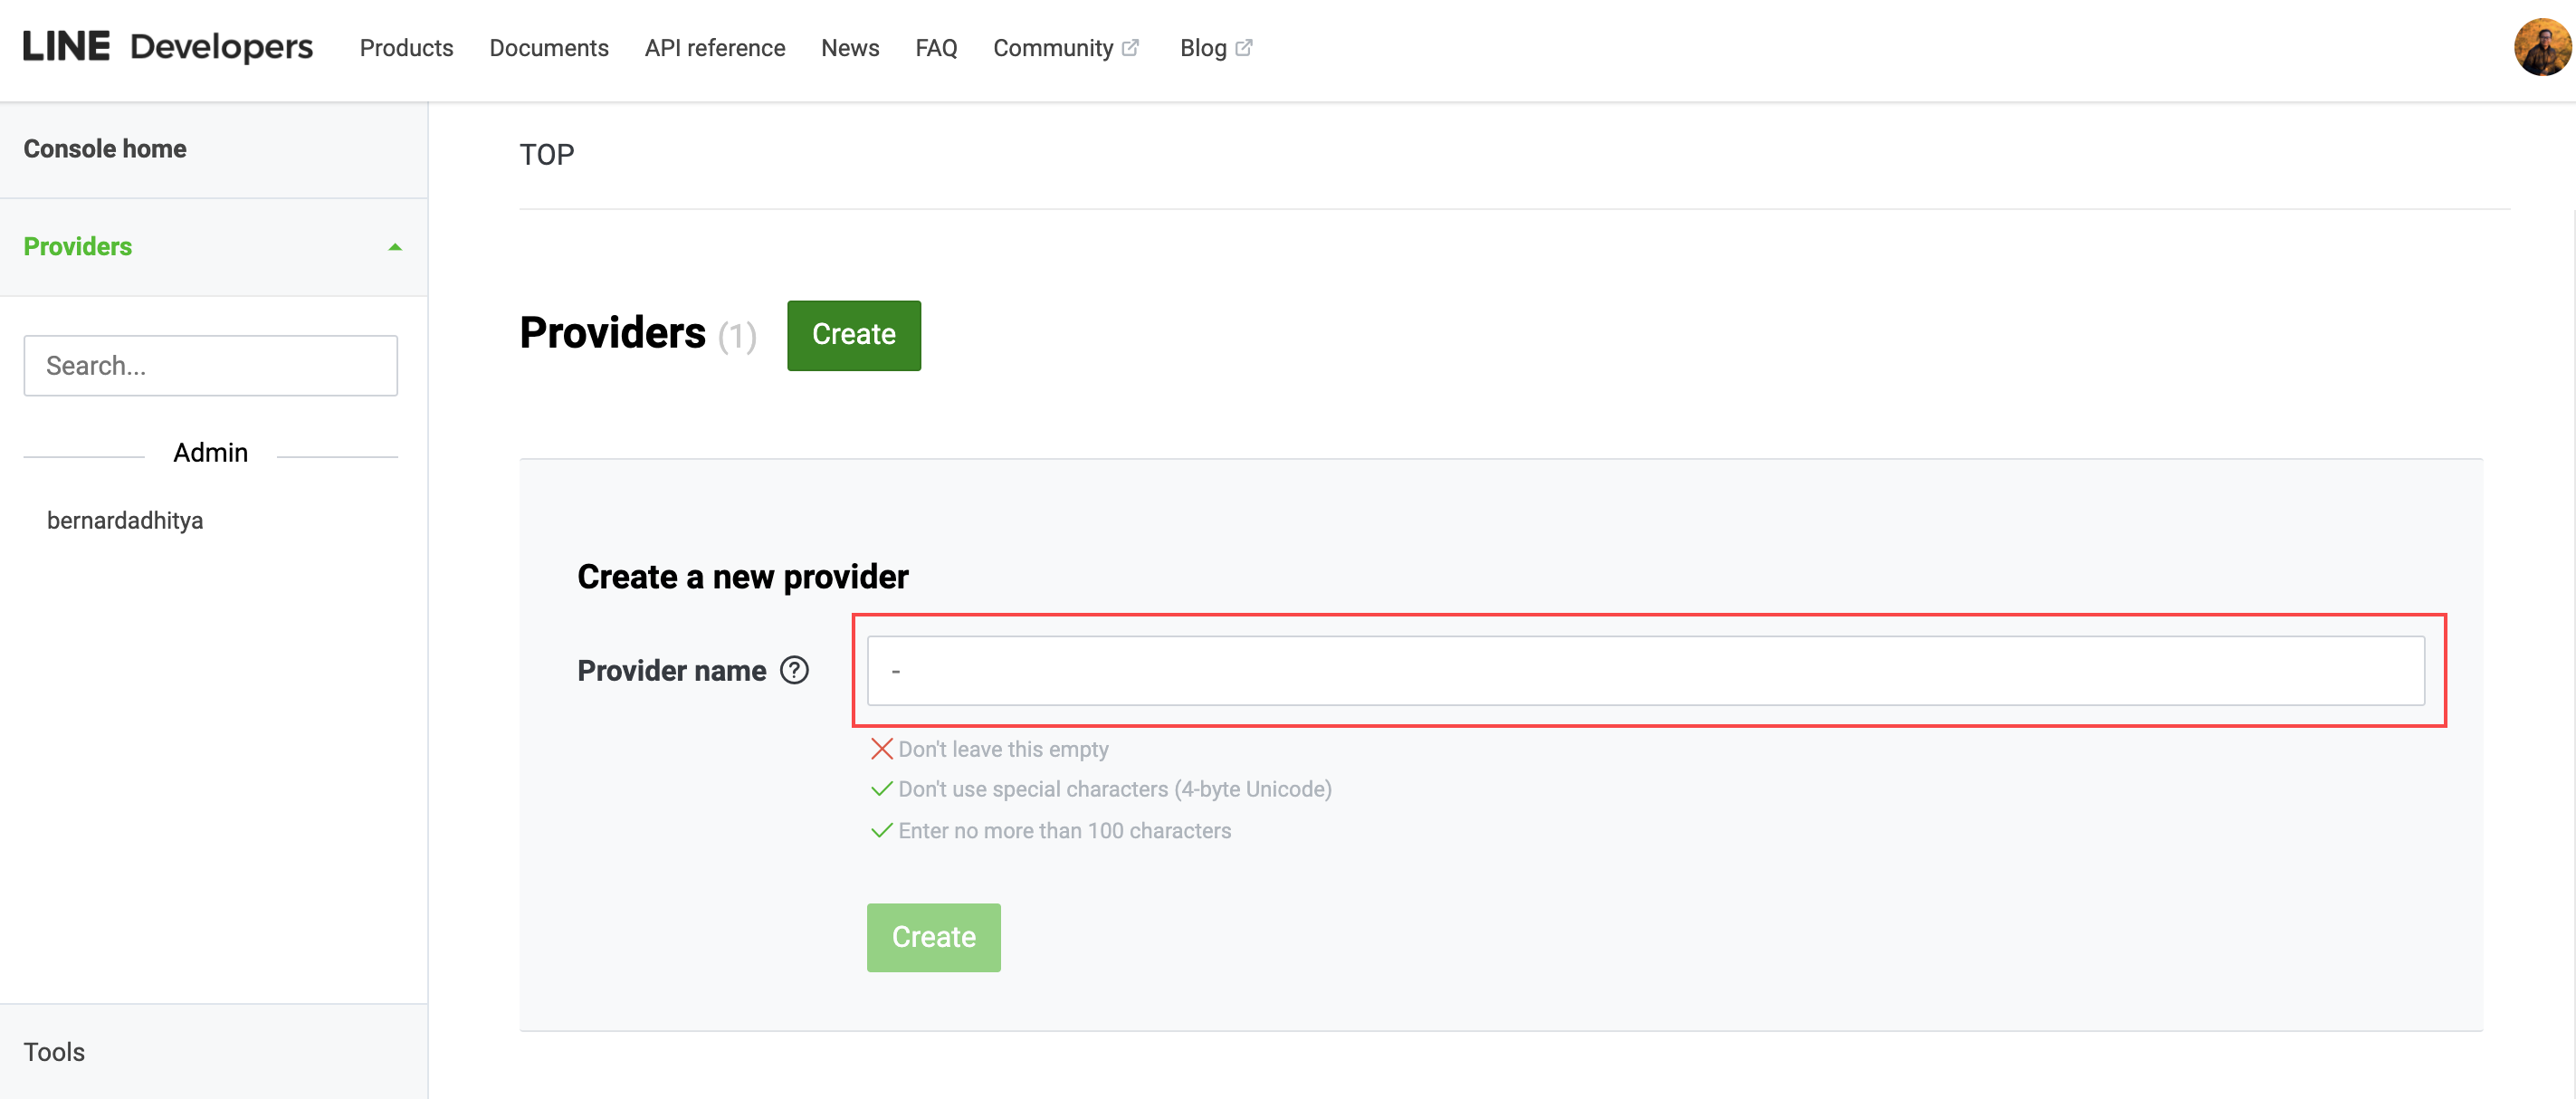 LINE Developers Products Documents API reference News FAQ Community Blog
Console home
Providers
Search...
Admin
bernardadhitya
Tools
TOP
Providers (1) Create
Create a new provider
Provider name ? -
Don't leave this empty
Don't use special characters (4-byte Unicode)
Enter no more than 100 characters
Create